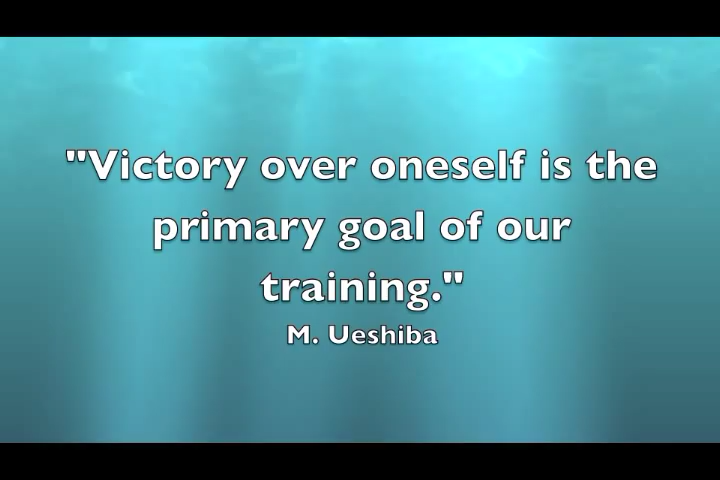 "Victory over oneself is the
primary goal of our
training."
M. Ueshiba